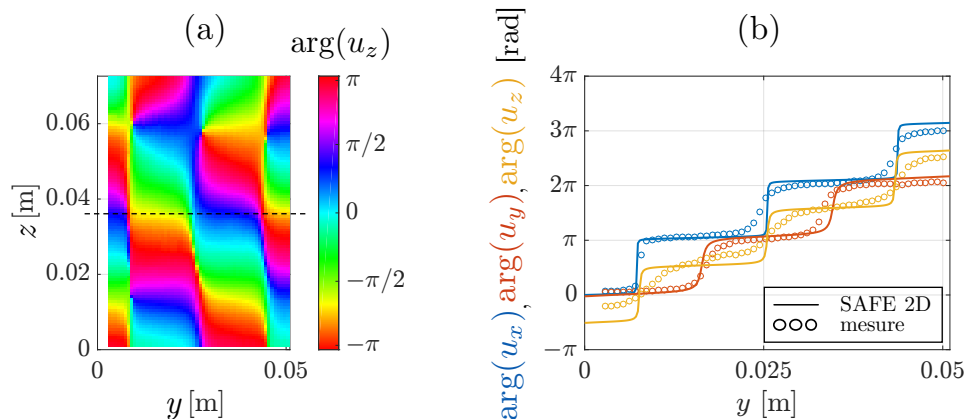 (a)
arg(u_z)
π
π/2
0
−π/2
−π
0.06
0.04
0.02
0
z[m]
0
0.05
y [m]
(b)
arg(u_x), arg(u_y), arg(u_z) [rad]
4π
3π
2π
π
0
−π
0
0.025
0.05
y [m]
SAFE 2D
mesure